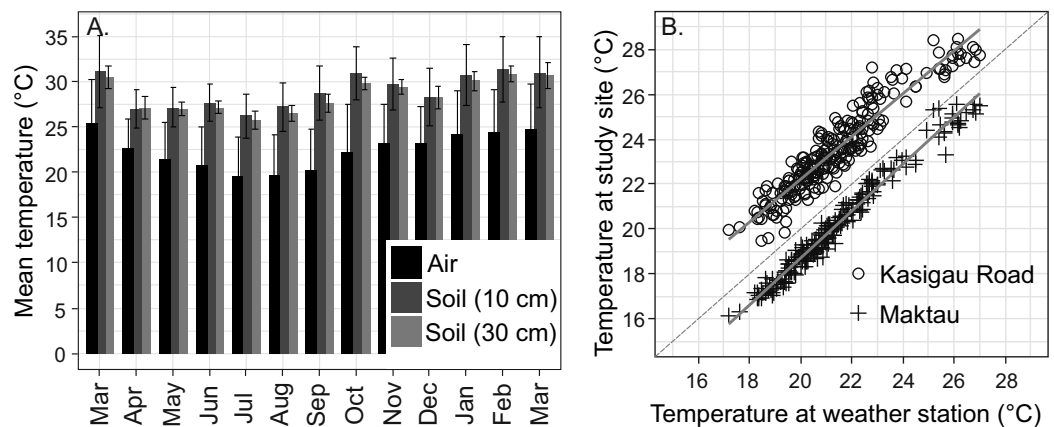 A.
Mean temperature (°C)
35
30
25
20
15
10
5
0
Air
Soil (10 cm)
Soil (30 cm)
Mar
Apr
May
Jun
Jul
Aug
Sep
Oct
Nov
Dec
Jan
Feb
Mar
B.
Temperature at study site (°C)
28
26
24
22
20
18
16
Kasigau Road
Maktau
16 18 20 22 24 26 28
Temperature at weather station (°C)